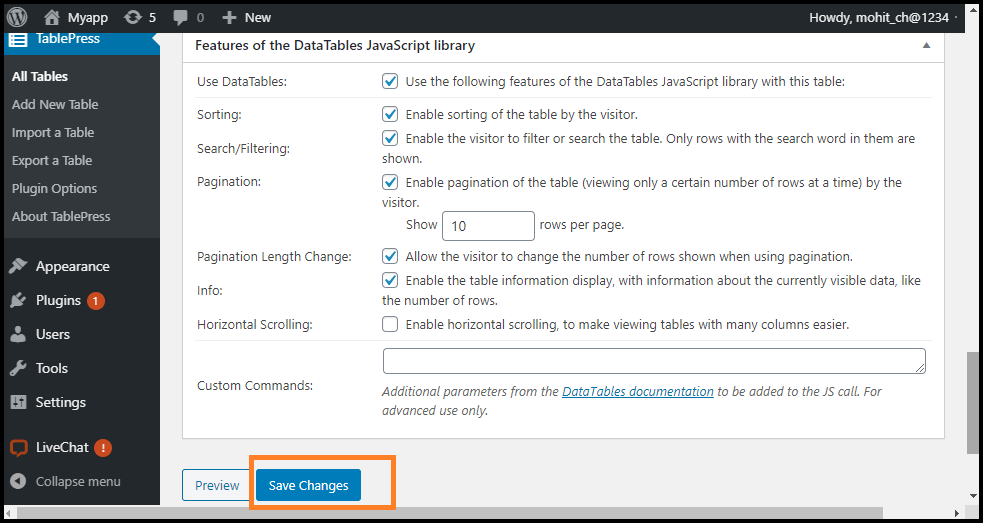 Myapp 5 0 + New Howdy, mohit_ch@1234
TablePress
All Tables
Add New Table
Import a Table
Export a Table
Plugin Options
About TablePress
Appearance
Plugins 1
Users
Tools
Settings
LiveChat !
Collapse menu
Features of the DataTables JavaScript library
Use DataTables: Use the following features of the DataTables JavaScript library with this table:
Sorting: Enable sorting of the table by the visitor.
Search/Filtering: Enable the visitor to filter or search the table. Only rows with the search word in them are
shown.
Pagination: Enable pagination of the table (viewing only a certain number of rows at a time) by the
visitor.
Show 10 rows per page.
Pagination Length Change: Allow the visitor to change the number of rows shown when using pagination.
Info: Enable the table information display, with information about the currently visible data, like
the number of rows.
Horizontal Scrolling: Enable horizontal scrolling, to make viewing tables with many columns easier.
Custom Commands:
Additional parameters from the DataTables documentation to be added to the JS call. For
advanced use only.
Preview Save Changes